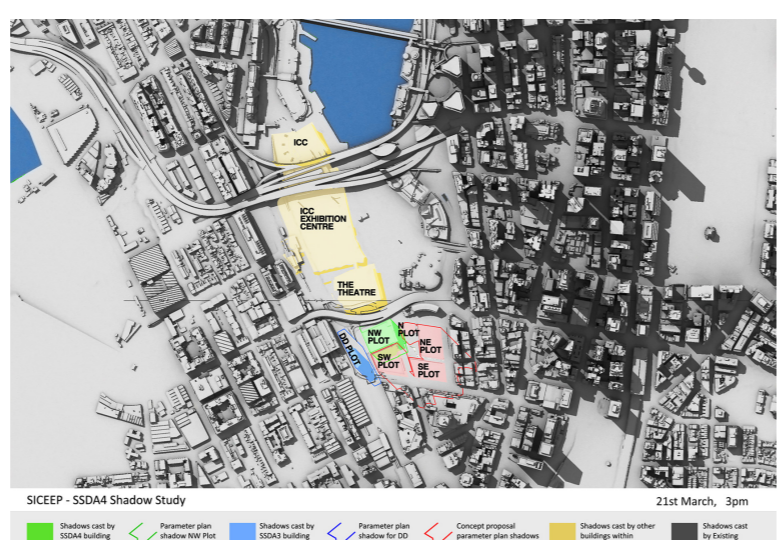 ICC
ICC
EXHIBITION
CENTRE
THE
THEATRE
DD PLOT
NW
PLOT
N
PLOT
NE
PLOT
SW
PLOT
SE
PLOT
SICEEP - SSDA4 Shadow Study
21st March, 3pm
Shadows cast by
SSDA4 building
Parameter plan
shadow NW Plot
Shadows cast by
SSDA3 building
Parameter plan
shadow for DD
Concept proposal
parameter plan shadows
Shadows cast by other
buildings within
Shadows cast
by Existing